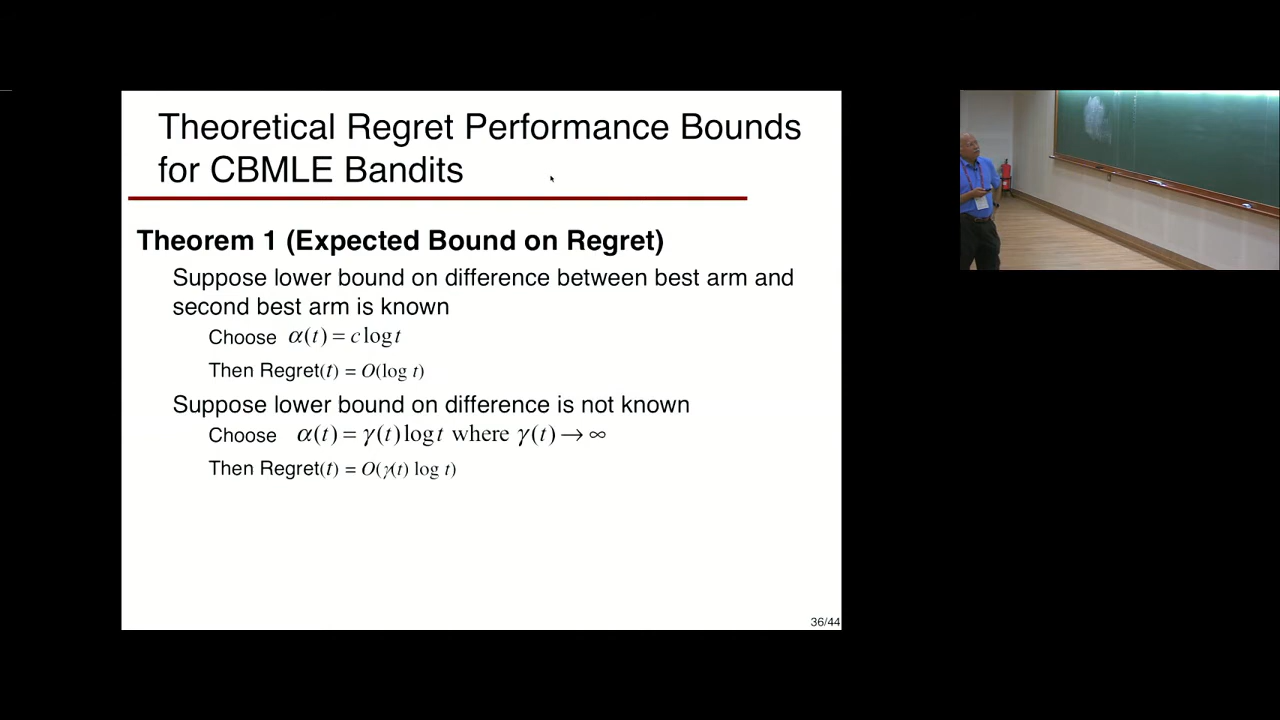 Theoretical Regret Performance Bounds
for CBMLE Bandits
Theorem 1 (Expected Bound on Regret)
Suppose lower bound on difference between best arm and
second best arm is known
Choose α(t) = c log t
Then Regret(t) = O(log t)
Suppose lower bound on difference is not known
Choose α(t) = γ(t) log t where γ(t) → ∞
Then Regret(t) = O(γ(t) log t)
36/44